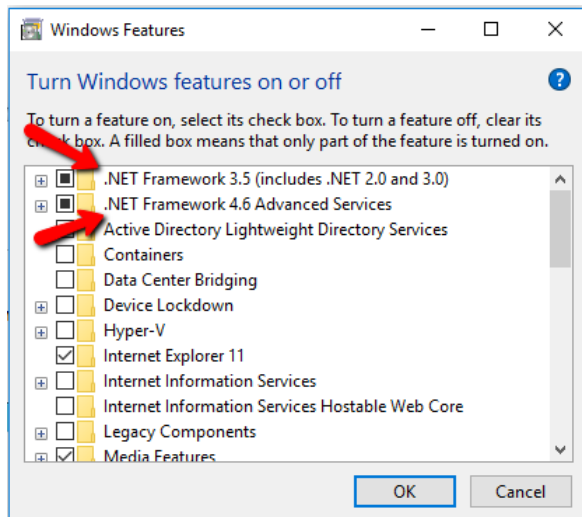 Windows Features
Turn Windows features on or off
?
To turn a feature on, select its check box. To turn a feature off, clear its
check box. A filled box means that only part of the feature is turned on.
.NET Framework 3.5 (includes .NET 2.0 and 3.0)
.NET Framework 4.6 Advanced Services
Active Directory Lightweight Directory Services
Containers
Data Center Bridging
Device Lockdown
Hyper-V
Internet Explorer 11
Internet Information Services
Internet Information Services Hostable Web Core
Legacy Components
Media Features
OK
Cancel